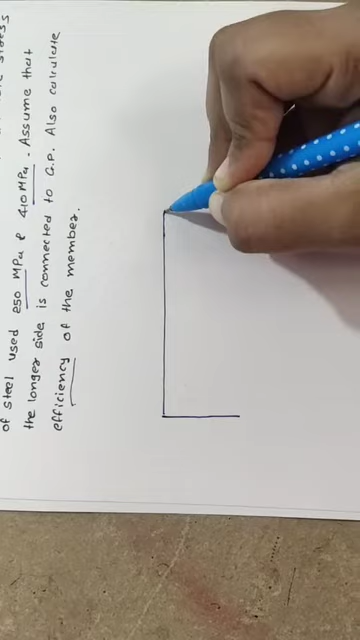 of steel used 250 MPa & 410 MPa. Assume that
the longer side is connected to G.P. Also calculate
efficiency of the member.